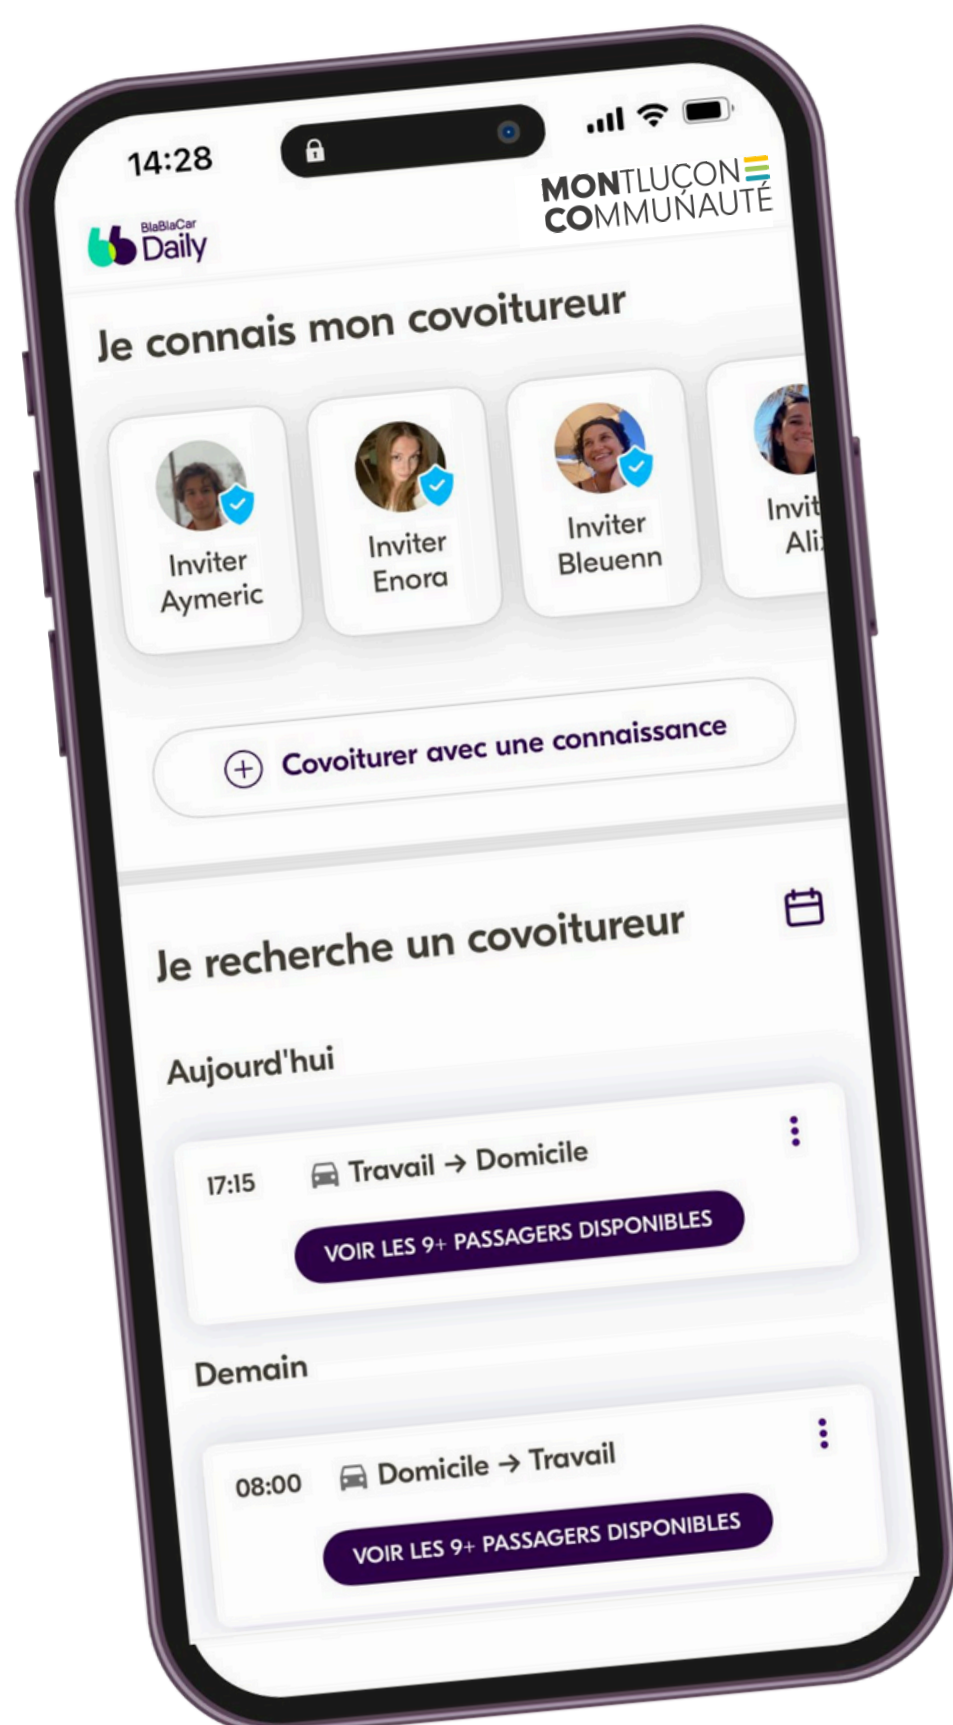 14:28
BlaBlaCar
Daily
MONTLUÇON
COMMUNAUTÉ
Je connais mon covoitureur
Inviter
Aymeric
Inviter
Enora
Inviter
Bleuenn
Invit
Ali
Covoiturer avec une connaissance
Je recherche un covoitureur
Aujourd'hui
17:15 Travail → Domicile
VOIR LES 9+ PASSAGERS DISPONIBLES
Demain
08:00 Domicile → Travail
VOIR LES 9+ PASSAGERS DISPONIBLES